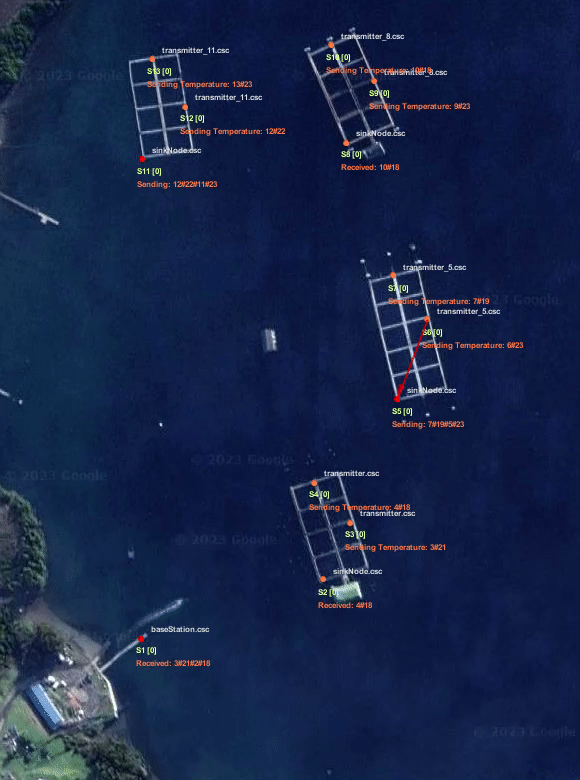 transmitter_8.csc
transmitter_11.csc
S10 [0]
S13 [0]
Sending Temperature: 10#18
© 2023 Google
transmitter_8.csc
Sending Temperature: 13#23
S9 [0]
transmitter_11.csc
Sending Temperature: 9#23
S12 [0]
Sending Temperature: 12#22
sinkNode.csc
sinkNode.csc
S8 [0]
Received: 10#18
S11 [0]
Sending: 12#22#11#23
transmitter_5.csc
S7 [0]
Sending Temperature: 7#19
2023 Google
transmitter_5.csc
S6 [0]
Sending Temperature: 6#23
sinkNode.csc
S5 [0]
Sending: 7#19#5#23
© 2023 Google
© 2023 Google
transmitter.csc
S4 [0]
Sending Temperature: 4#18
transmitter.csc
S3 [0]
© 2023 Google
Sending Temperature: 3#21
sinkNode.csc
S2 [0]
Received: 4#18
baseStation.csc
S1 [0]
Received: 3#21#2#18
© 2023 Google